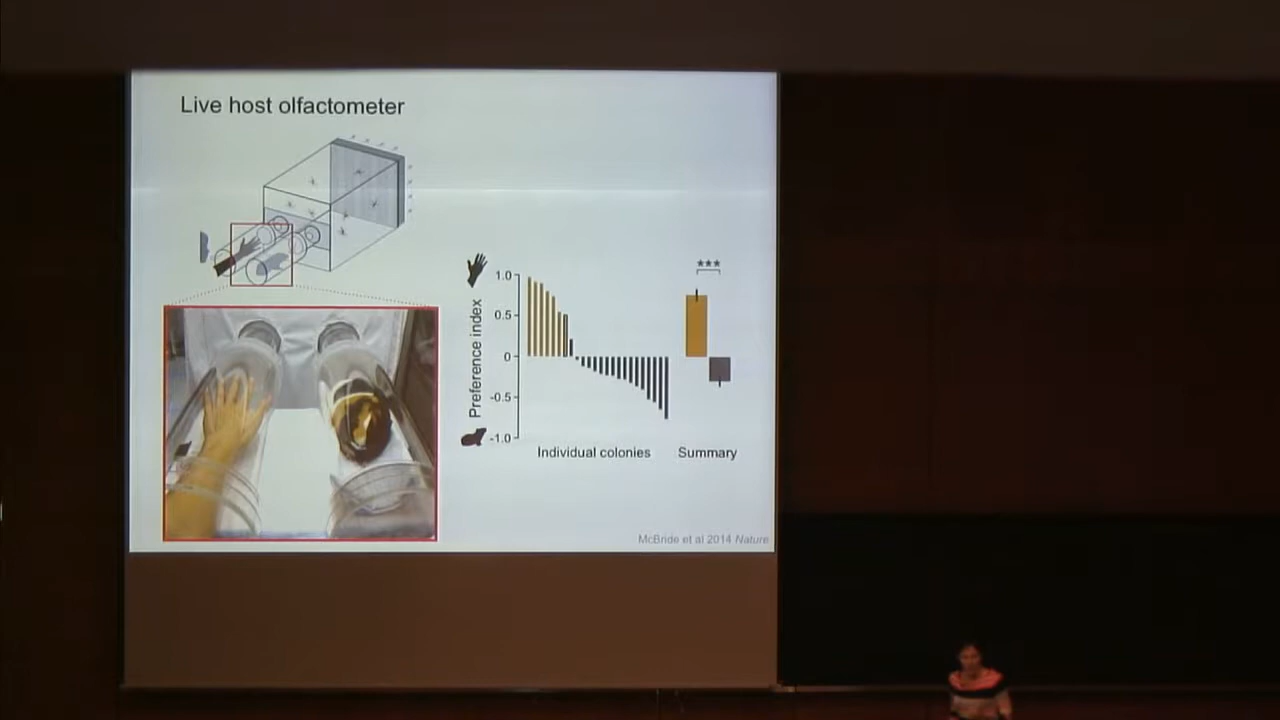 Live host olfactometer
***
1.0
0.5
0
-0.5
-1.0
Preference index
Individual colonies
Summary
McBride et al 2014 Nature